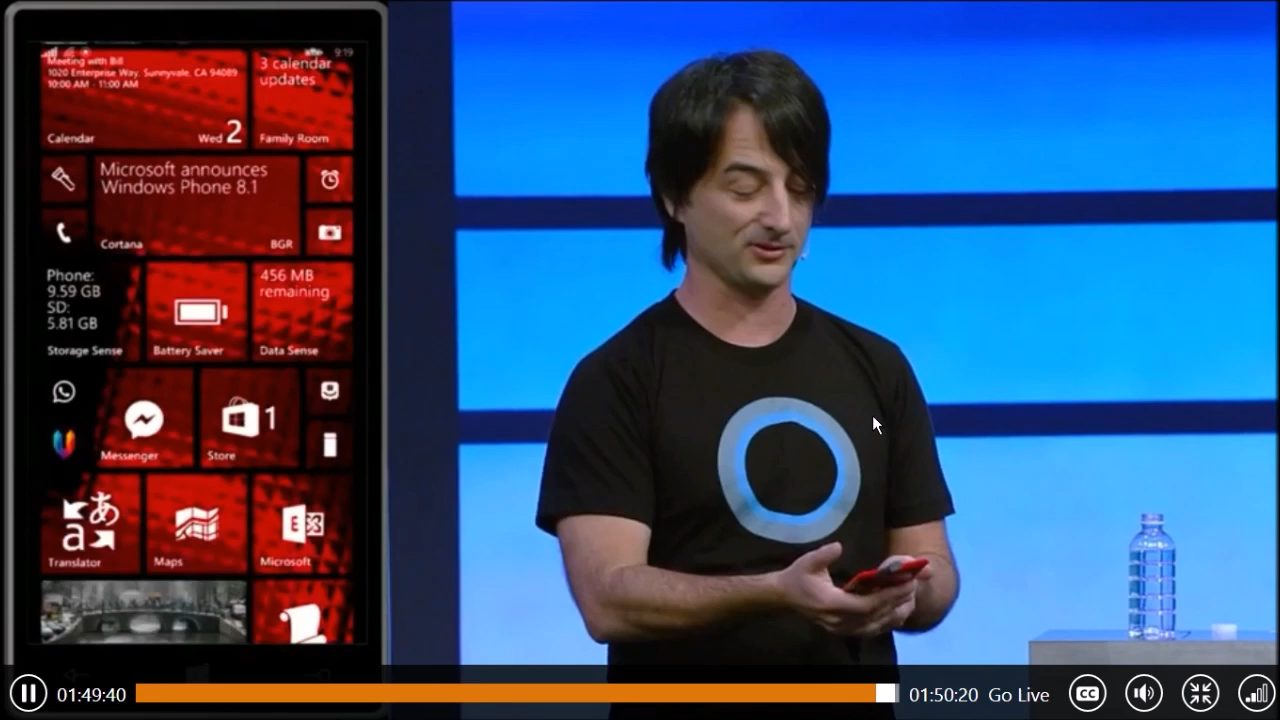 9:19
Meeting with Bill
1020 Enterprise Way, Sunnyvale, CA 94089
10:00 AM - 11:00 AM
Calendar
Wed 2
3 calendar
updates
Family Room
Microsoft announces
Windows Phone 8.1
Cortana
BGR
Phone:
9.59 GB
SD:
5.81 GB
Storage Sense
Battery Saver
456 MB
remaining
Data Sense
Messenger
1
Store
あ
a
Translator
Maps
E
Microsoft
01:49:40
01:50:20
Go Live
CC